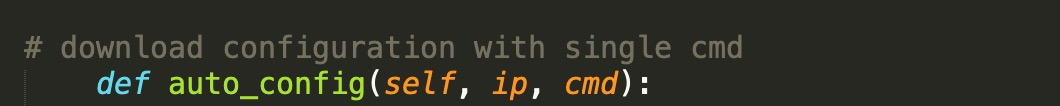 # download configuration with single cmd
def auto_config(self, ip, cmd):